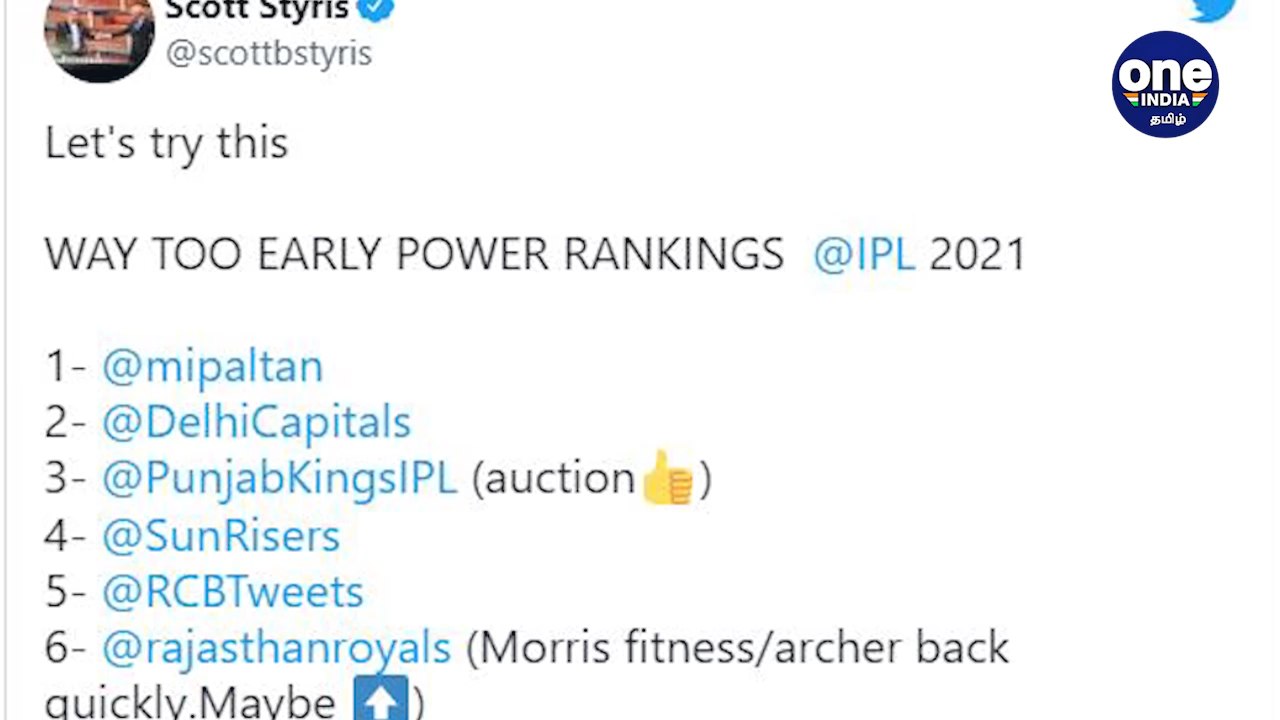 Scott Styris
@scottbstyris
one
INDIA
தமிழ்
Let's try this
WAY TOO EARLY POWER RANKINGS @IPL 2021
1- @mipaltan
2- @DelhiCapitals
3- @PunjabKingsIPL (auction👍)
4- @SunRisers
5- @RCBTweets
6- @rajasthanroyals (Morris fitness/archer back
quickly.Maybe ⬆️)